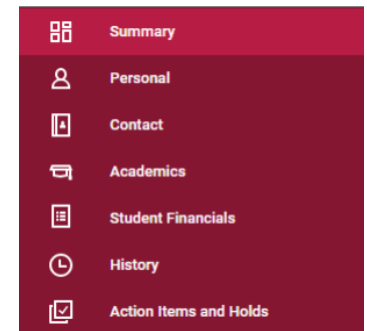 Summary
Personal
Contact
Academics
Student Financials
History
Action Items and Holds